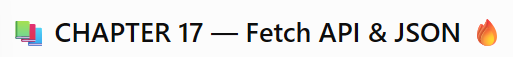 📚 CHAPTER 17 — Fetch API & JSON 🔥